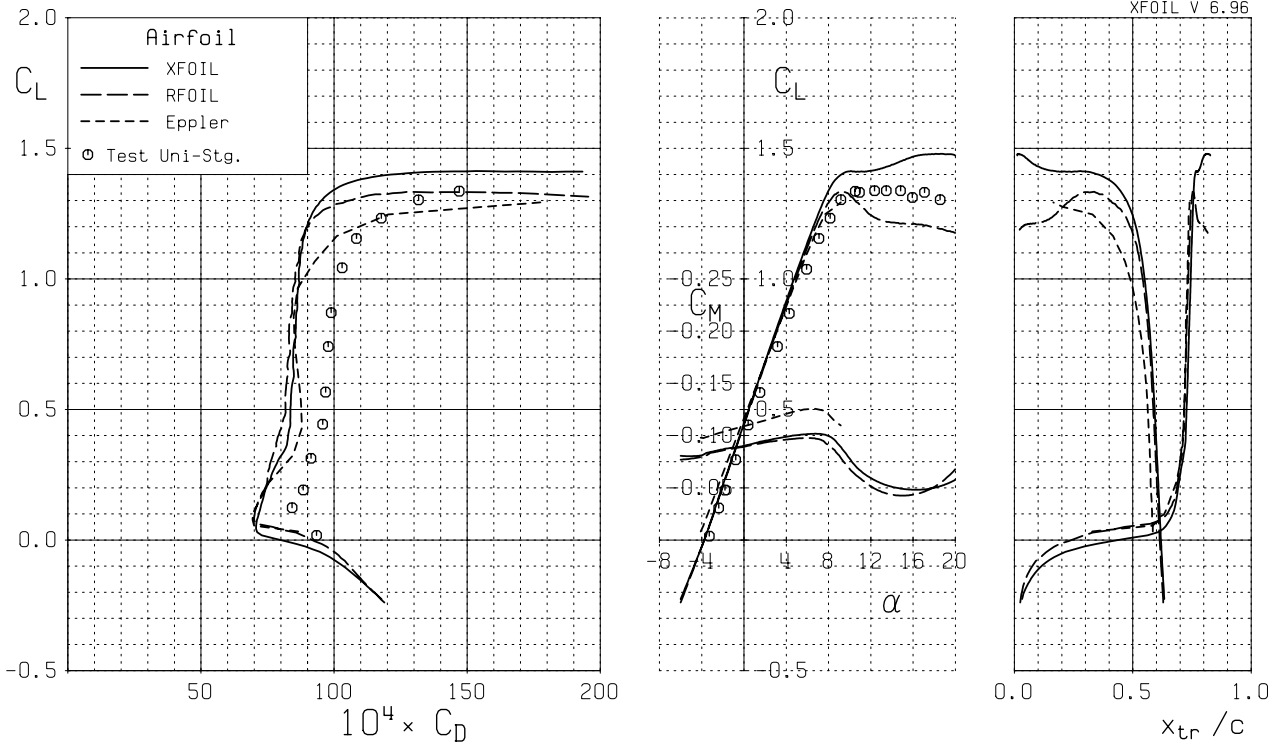 XFOIL V 6.96
2.0
1.5
1.0
0.5
0.0
-0.5
C_L
Airfoil
XFOIL
RFOIL
Eppler
Test Uni-Stg.
50
100
150
200
10^4 × C_D
2.0
C_L
1.5
-0.25
1.0
C_M
-0.20
-0.15
0.5
-0.10
-0.05
-8
-4
4
8
12
16
20
α
-0.5
0.0
0.5
1.0
x_tr /c